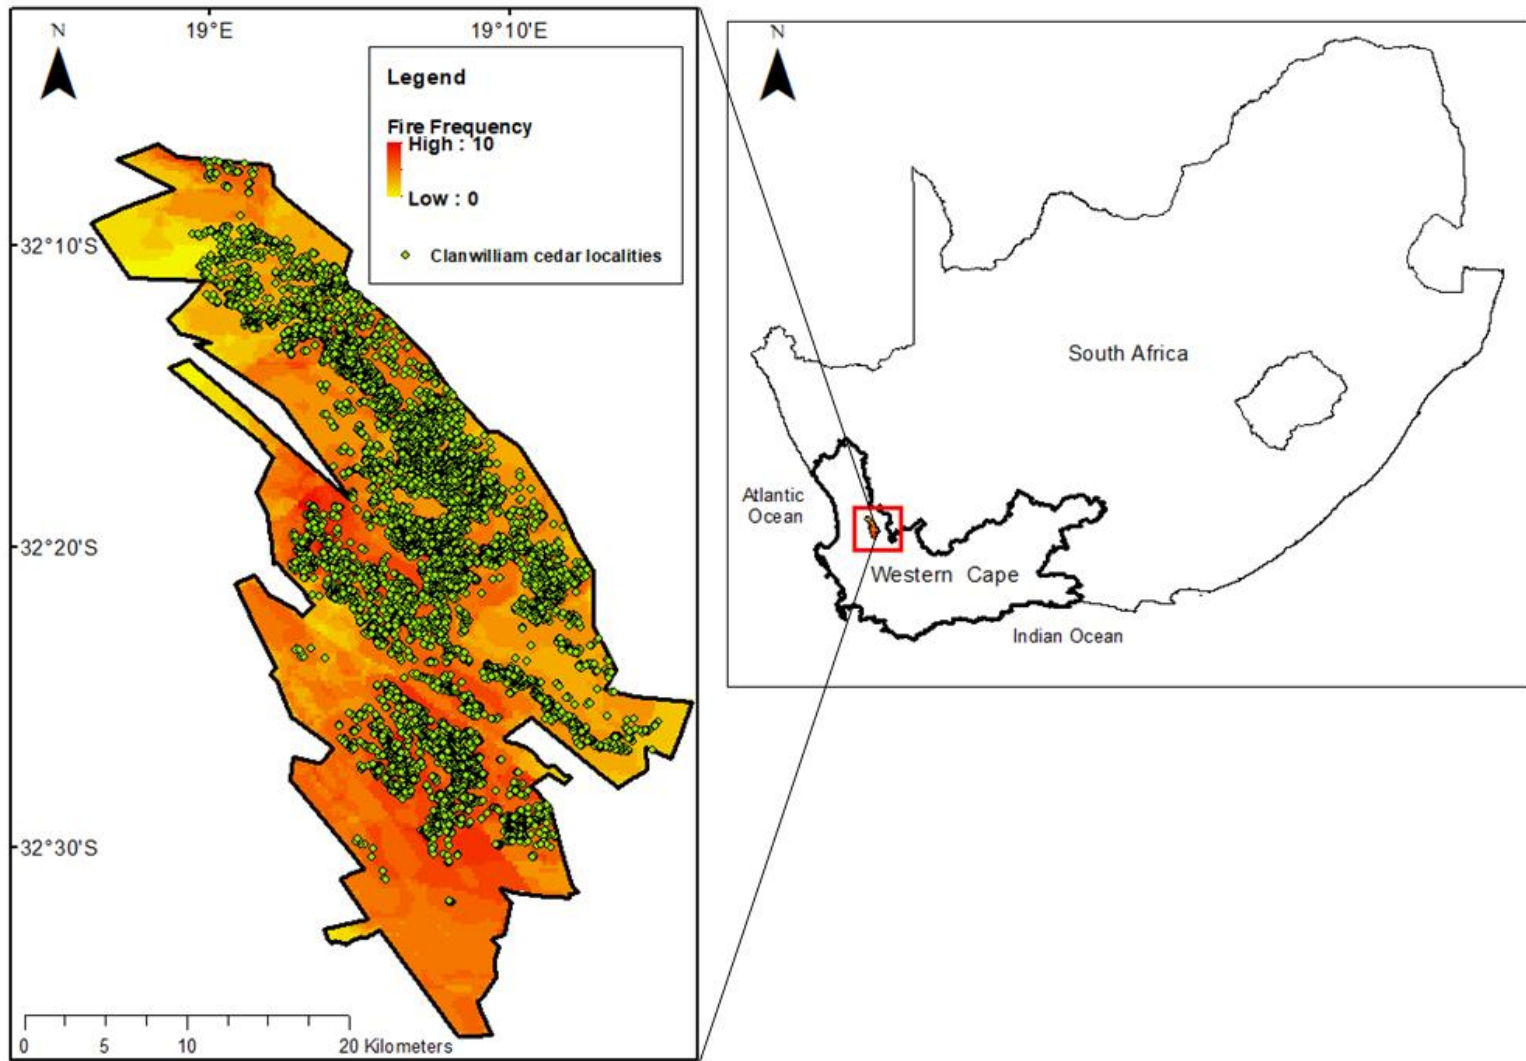 N
19°E
19°10'E
Legend
Fire Frequency
High : 10
Low : 0
Clanwilliam cedar localities
32°10'S
32°20'S
32°30'S
0 5 10 20 Kilometers
N
South Africa
Atlantic
Ocean
Western Cape
Indian Ocean